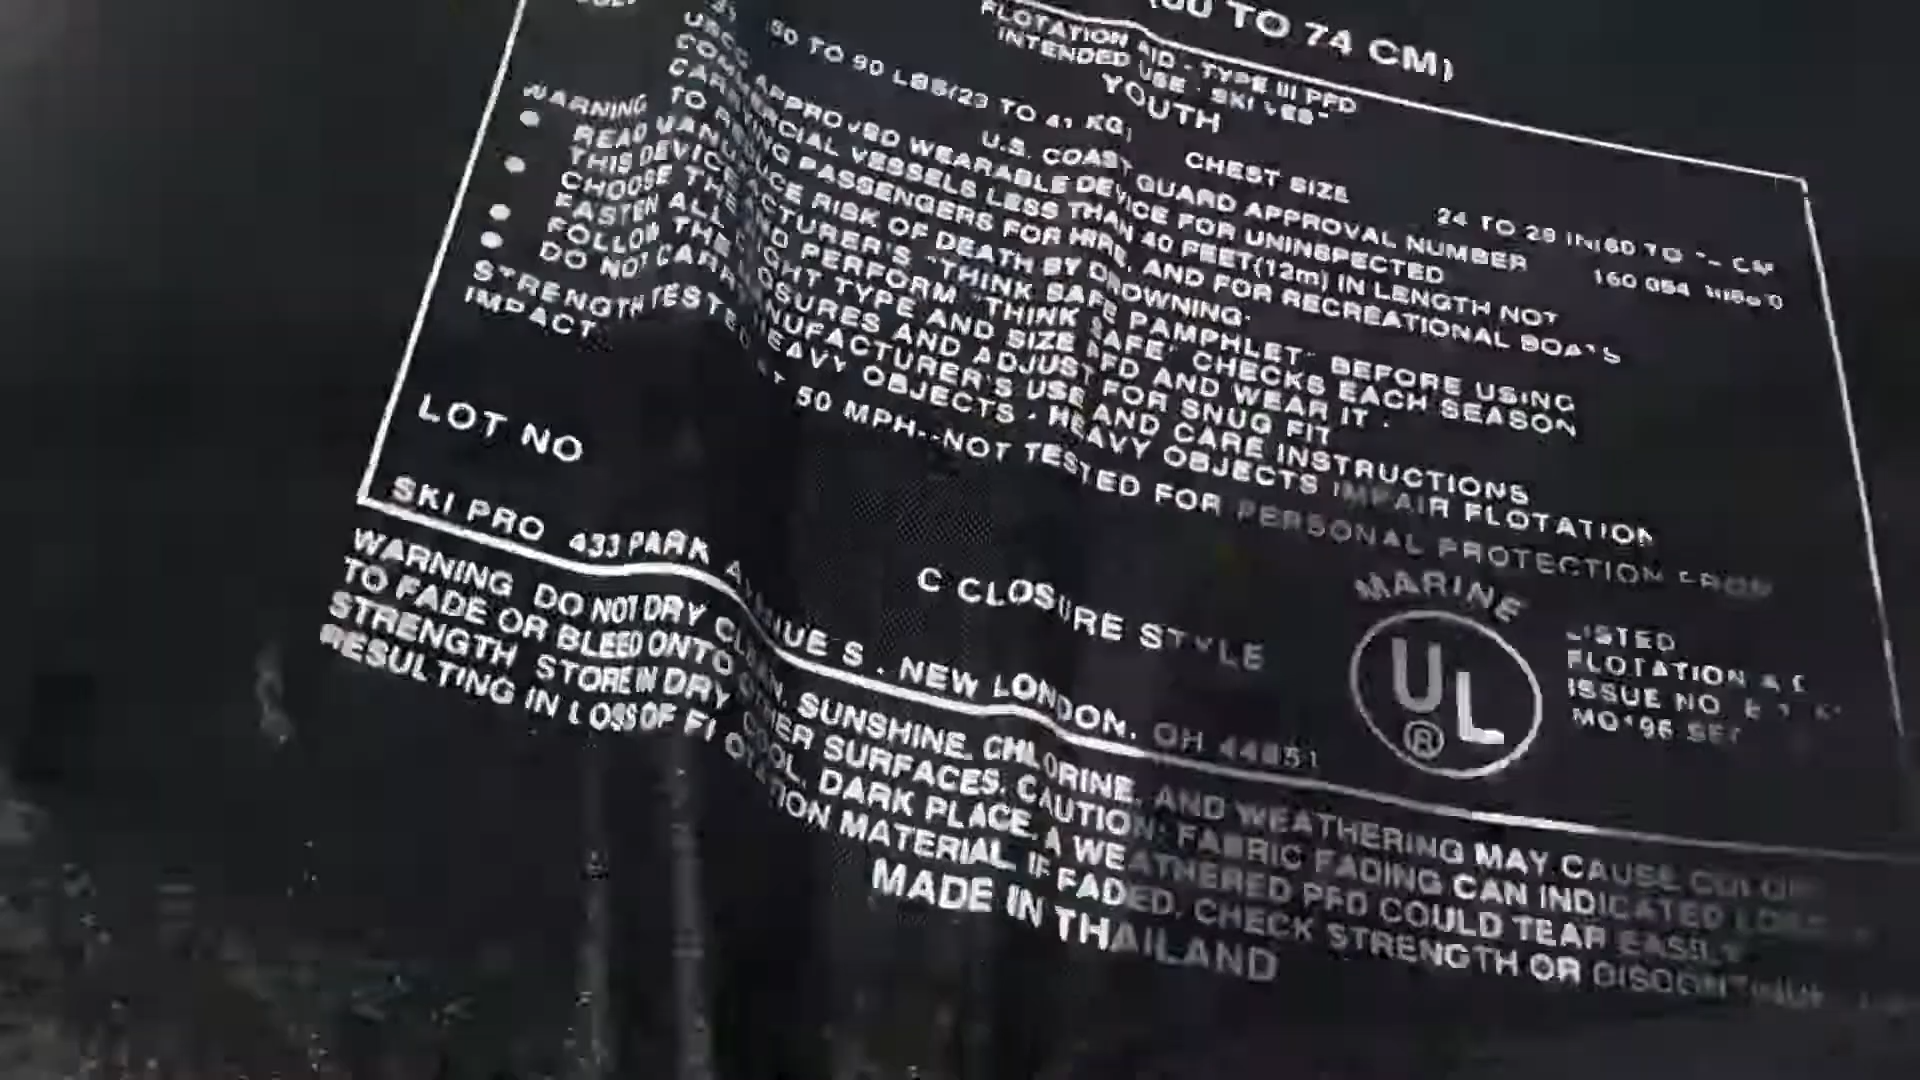 TO 74 CM)
FLOTATION AID - TYPE III PFD
INTENDED USE - SKI
YOUTH
50 TO 90 LBS(23 TO 41 KG)
CHEST SIZE
24 TO 29 IN(60 TO
U.S. COAST GUARD APPROVAL NUMBER
USCG APPROVED WEARABLE DEVICE FOR UNINSPECTED
COMMERCIAL VESSELS LESS THAN 40 FEET(12m) IN LENGTH NOT
CARRYING PASSENGERS FOR HIRE, AND FOR RECREATIONAL BOATS
WARNING TO REDUCE RISK OF DEATH BY DROWNING:
READ MANUFACTURER'S "THINK SAFE" PAMPHLET BEFORE USING
THIS DEVICE AND PERFORM "THINK SAFE" CHECKS EACH SEASON
CHOOSE THE RIGHT TYPE AND SIZE PFD AND WEAR IT -
FASTEN ALL CLOSURES AND ADJUST FOR SNUG FIT
FOLLOW THE MANUFACTURER'S USE AND CARE INSTRUCTIONS
DO NOT CARRY HEAVY OBJECTS - HEAVY OBJECTS IMPAIR FLOTATION
STRENGTH TESTED AT 50 MPH--NOT TESTED FOR PERSONAL PROTECTION FROM
IMPACT.
LOT NO
C CLOSURE STYLE
MARINE
UL
®
LISTED
FLOTATION
ISSUE NO.
SKI PRO 433 PARK AVENUE S. NEW LONDON, OH 44851
WARNING DO NOT DRY CLEAN, SUNSHINE, CHLORINE, AND WEATHERING MAY CAUSE COLORS
TO FADE OR BLEED ONTO OTHER SURFACES. CAUTION: FABRIC FADING CAN INDICATED LOSS
STRENGTH STORE IN DRY COOL, DARK PLACE. A WEATHERED PFD COULD TEAR EASILY
RESULTING IN LOSS OF FLOTATION MATERIAL. IF FADED, CHECK STRENGTH OR DISCONTINUE
MADE IN THAILAND